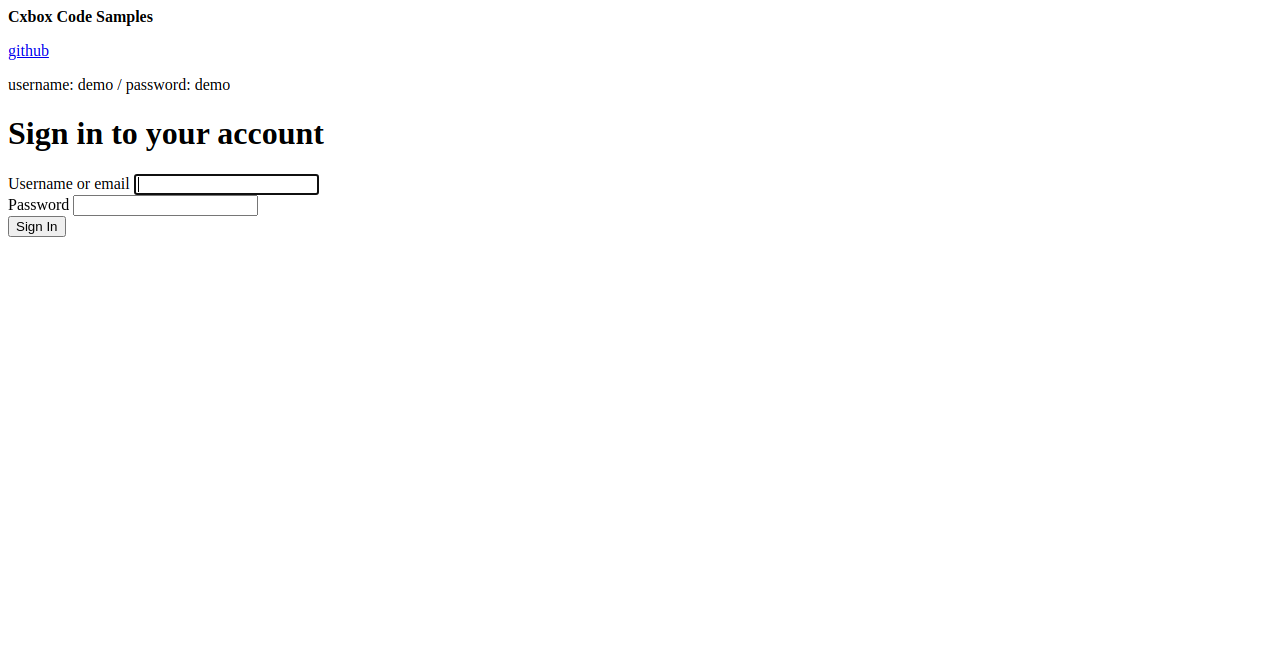 Cxbox Code Samples
github
username: demo / password: demo
Sign in to your account
Username or email
Password
Sign In